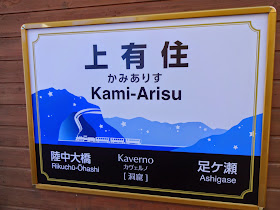 上有住
かみありす
Kami-Arisu
陸中大橋
Rikuchū-Ōhashi
Kaverno
カヴェルノ
[洞窟]
足ケ瀬
Ashigase